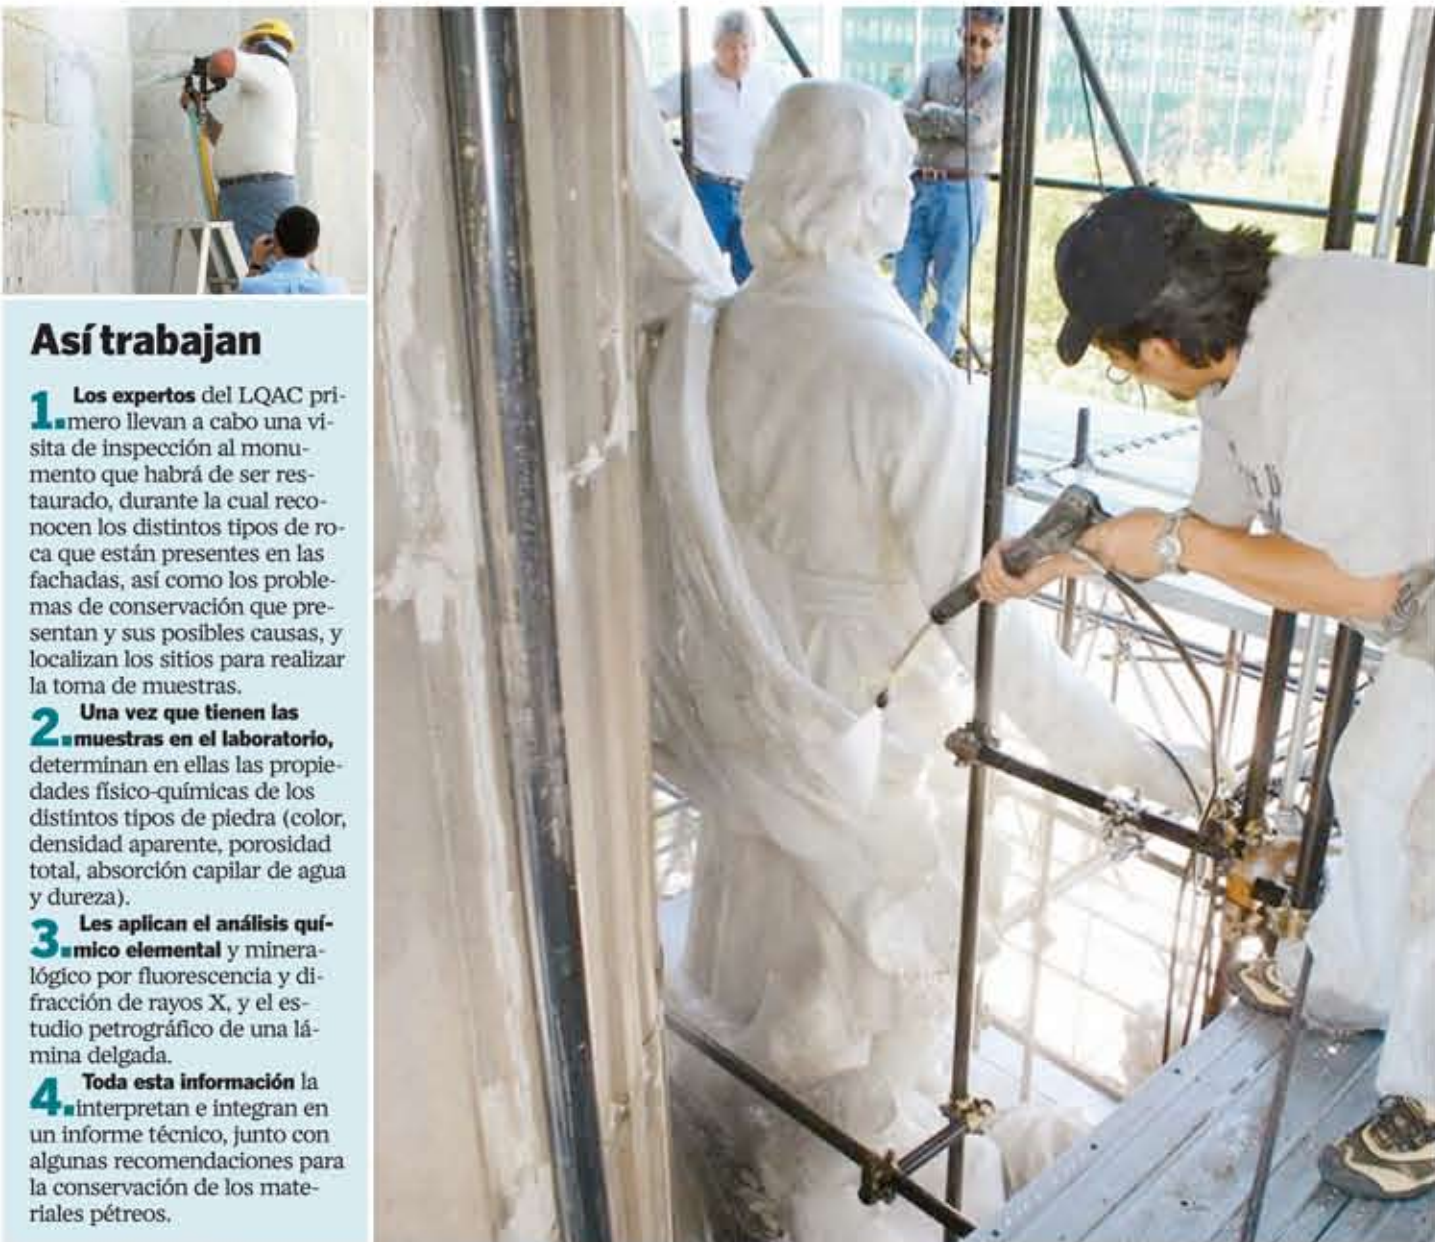 Así trabajan
1. Los expertos del LQAC pri-
mero llevan a cabo una vi-
sita de inspección al monu-
mento que habrá de ser res-
taurado, durante la cual reco-
nocen los distintos tipos de ro-
ca que están presentes en las
fachadas, así como los proble-
mas de conservación que pre-
sentan y sus posibles causas, y
localizan los sitios para realizar
la toma de muestras.
2. Una vez que tienen las
muestras en el laboratorio,
determinan en ellas las propie-
dades físico-químicas de los
distintos tipos de piedra (color,
densidad aparente, porosidad
total, absorción capilar de agua
y dureza).
3. Les aplican el análisis quí-
mico elemental y minera-
lógico por fluorescencia y di-
fracción de rayos X, y el es-
tudio petrográfico de una lá-
mina delgada.
4. Toda esta información la
interpretan e integran en
un informe técnico, junto con
algunas recomendaciones para
la conservación de los mate-
riales pétreos.